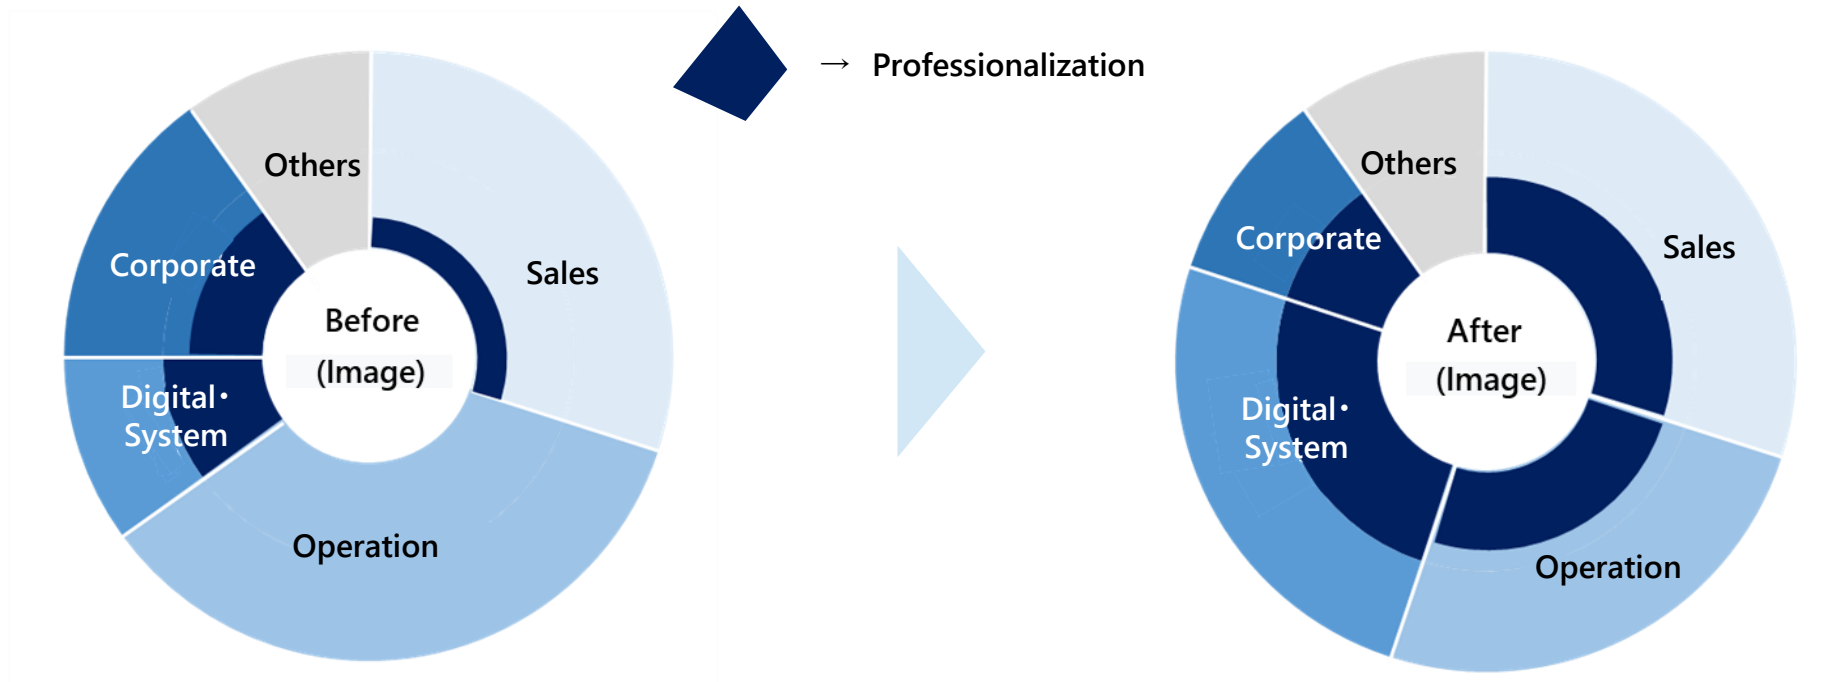 → Professionalization
Others
Sales
Corporate
Before
(Image)
Digital・
System
Operation
Others
Sales
Corporate
After
(Image)
Digital・
System
Operation